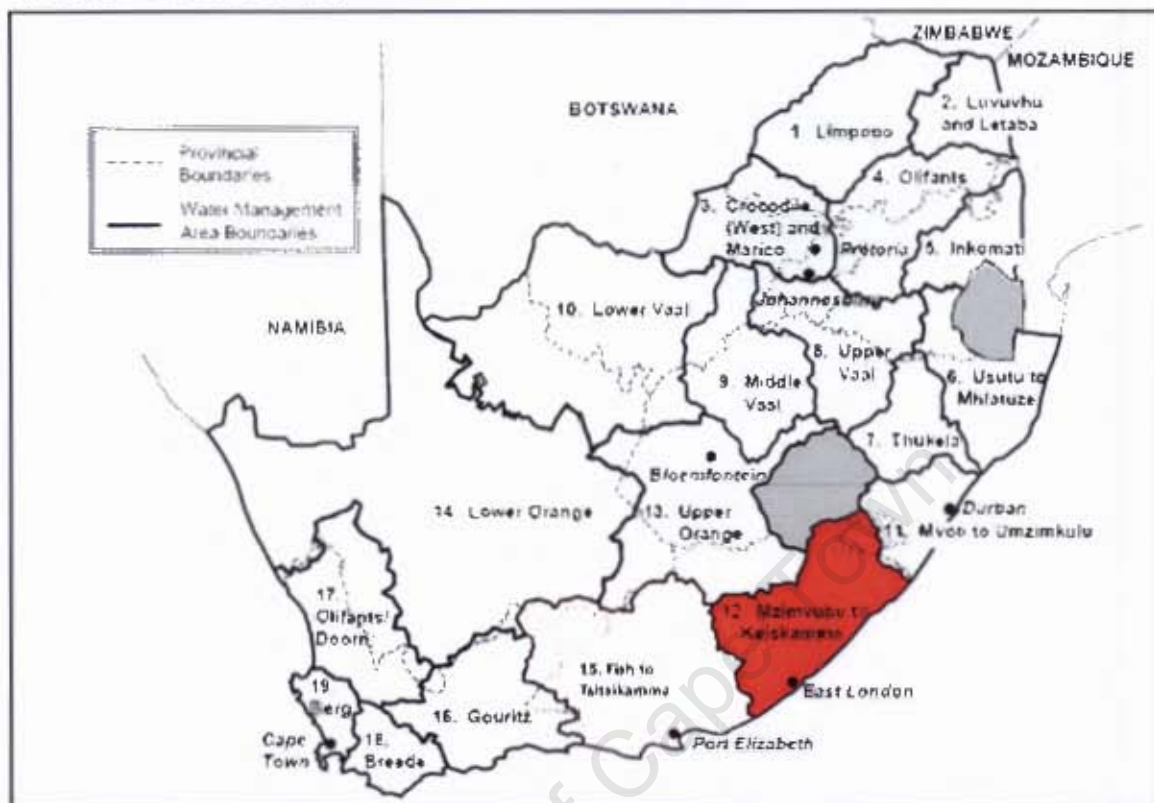 ZIMBABWE
MOZAMBIQUE
BOTSWANA
NAMIBIA
Provincial
Boundaries
Water Management
Area Boundaries
1. Limpopo
2. Luvuvhu
and Letaba
3. Crocodile
(West) and
Marico
4. Olifants
Pretoria
5. Inkomati
Johannesburg
10. Lower Vaal
8. Upper
Vaal
9. Middle
Vaal
6. Usutu to
Mhlatuze
7. Thukela
Bloemfontein
13. Upper
Orange
14. Lower Orange
Durban
11. Mvoti to Umzimkulu
12. Mzimvubu to
Keiskamma
East London
15. Fish to
Tsitsikamma
Port Elizabeth
16. Gouritz
17.
Olifants/
Doorn
19
Berg
Cape
Town
18.
Breede
of Cape Town